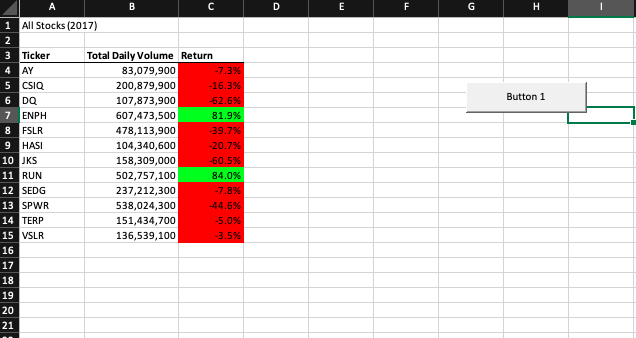 A B C D E F G H I
1 All Stocks (2017)
2
3 Ticker Total Daily Volume Return
4 AY 83,079,900 -7.3%
5 CSIQ 200,879,900 -16.3%
6 DQ 107,873,900 -62.6%
Button 1
7 ENPH 607,473,500 81.9%
8 FSLR 478,113,900 -39.7%
9 HASI 104,340,600 -20.7%
10 JKS 158,309,000 -60.5%
11 RUN 502,757,100 84.0%
12 SEDG 237,212,300 -7.8%
13 SPWR 538,024,300 -44.6%
14 TERP 151,434,700 -5.0%
15 VSLR 136,539,100 -3.5%
16
17
18
19
20
21